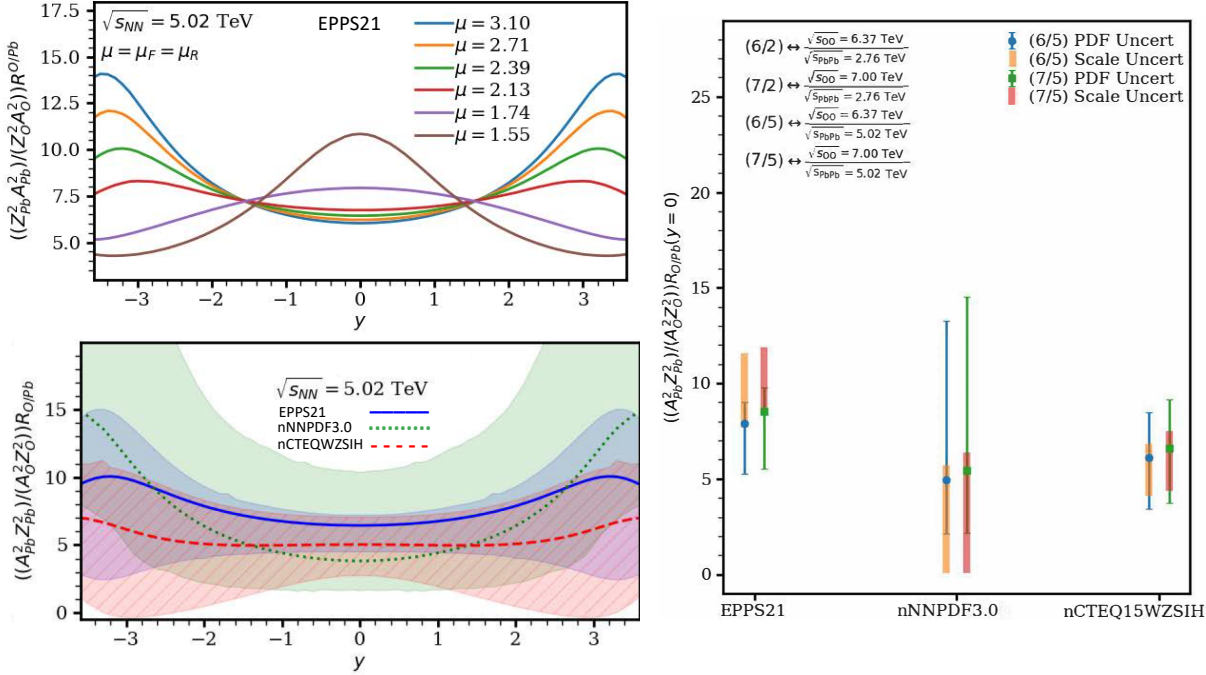 17.5
15.0
12.5
10.0
7.5
5.0
√s_NN = 5.02 TeV
μ = μ_F = μ_R
EPPS21
μ = 3.10
μ = 2.71
μ = 2.39
μ = 2.13
μ = 1.74
μ = 1.55
((Z²_Pb A²_Pb)/(Z²_O A²_O))R^O/Pb
−3 −2 −1 0 1 2 3
y
15
10
5
0
√s_NN = 5.02 TeV
EPPS21
nNNPDF3.0
nCTEQWZSIH
((A²_Pb Z²_Pb)/(A²_O Z²_O))R_O/Pb
−3 −2 −1 0 1 2 3
y
25
20
15
10
5
0
(6/2) ↔ √s_OO = 6.37 TeV / √s_PbPb = 2.76 TeV
(7/2) ↔ √s_OO = 7.00 TeV / √s_PbPb = 2.76 TeV
(6/5) ↔ √s_OO = 6.37 TeV / √s_PbPb = 5.02 TeV
(7/5) ↔ √s_OO = 7.00 TeV / √s_PbPb = 5.02 TeV
(6/5) PDF Uncert
(6/5) Scale Uncert
(7/5) PDF Uncert
(7/5) Scale Uncert
((A²_Pb Z²_Pb)/(A²_O Z²_O))R_O/Pb(y = 0)
EPPS21 nNNPDF3.0 nCTEQ15WZSIH